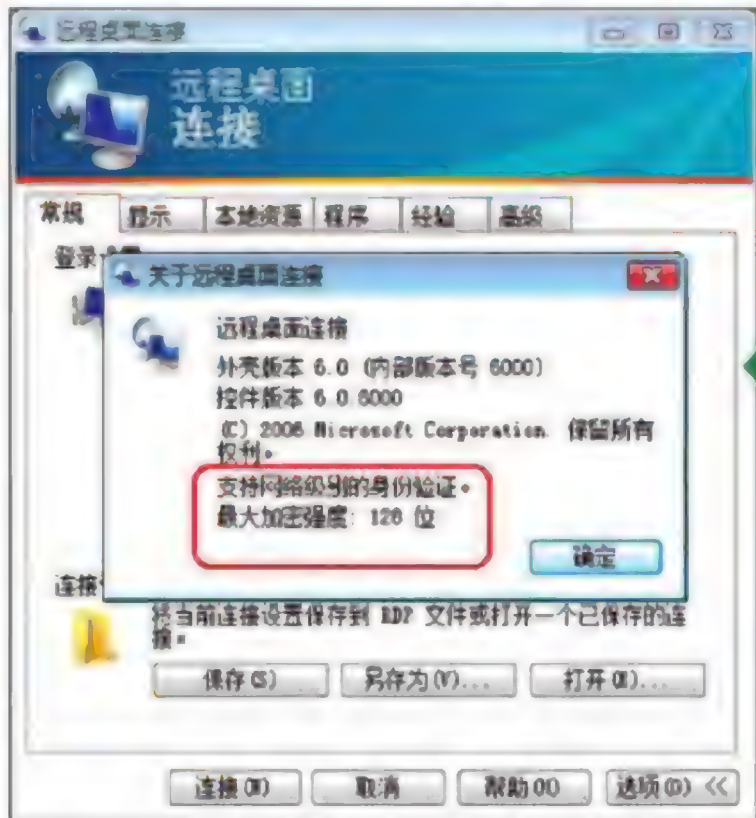 远程桌面连接
远程桌面
连接
常规 显示 本地资源 程序 经验 高级
登录
关于远程桌面连接
远程桌面连接
外壳版本 6.0 (内部版本号 6000)
控件版本 6.0.6000
(C) 2006 Microsoft Corporation. 保留所有
权利。
支持网络级别的身份验证。
最大加密强度: 128 位
确定
连接
将当前连接设置保存到 RDP 文件或打开一个已保存的连
接。
保存(S) 另存为(V)... 打开(E)...
连接(N) 取消 帮助(H) 选项(O) <<